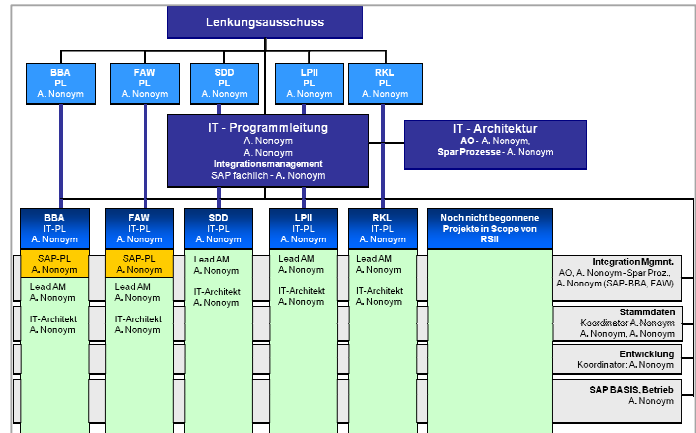 Lenkungsausschuss
BBA
PL
A. Nonoym
FAW
PL
A. Nonoym
SDD
PL
A. Nonoym
LPII
PL
A. Nonoym
RKL
PL
A. Nonoym
IT - Programmleitung
A. Nonoym
A. Nonoym
Integrationsmanagement
SAP fachlich - A. Nonoym
IT - Architektur
AO - A. Nonoym,
Spar Prozesse - A. Nonoym
BBA
IT-PL
A. Nonoym
FAW
IT-PL
A. Nonoym
SDD
IT-PL
A. Nonoym
LPII
IT-PL
A. Nonoym
RKL
IT-PL
A. Nonoym
Noch nicht begonnene
Projekte in Scope von
RSII
SAP-PL
A. Nonoym
Lead AM
A. Nonoym
IT-Architekt
A. Nonoym
SAP-PL
A. Nonoym
Lead AM
A. Nonoym
IT-Architekt
A. Nonoym
Lead AM
A. Nonoym
IT-Architekt
A. Nonoym
Lead AM
A. Nonoym
IT-Architekt
A. Nonoym
Lead AM
A. Nonoym
IT-Architekt
A. Nonoym
Integration Mgmnt.
AO, A. Nonoym -Spar Proz.,
A. Nonoym (SAP-BBA, FAW)
Stammdaten
Koordinator A. Nonoym
A. Nonoym, A. Nonoym
Entwicklung
Koordinator: A. Nonoym
SAP BASIS, Betrieb
A. Nonoym